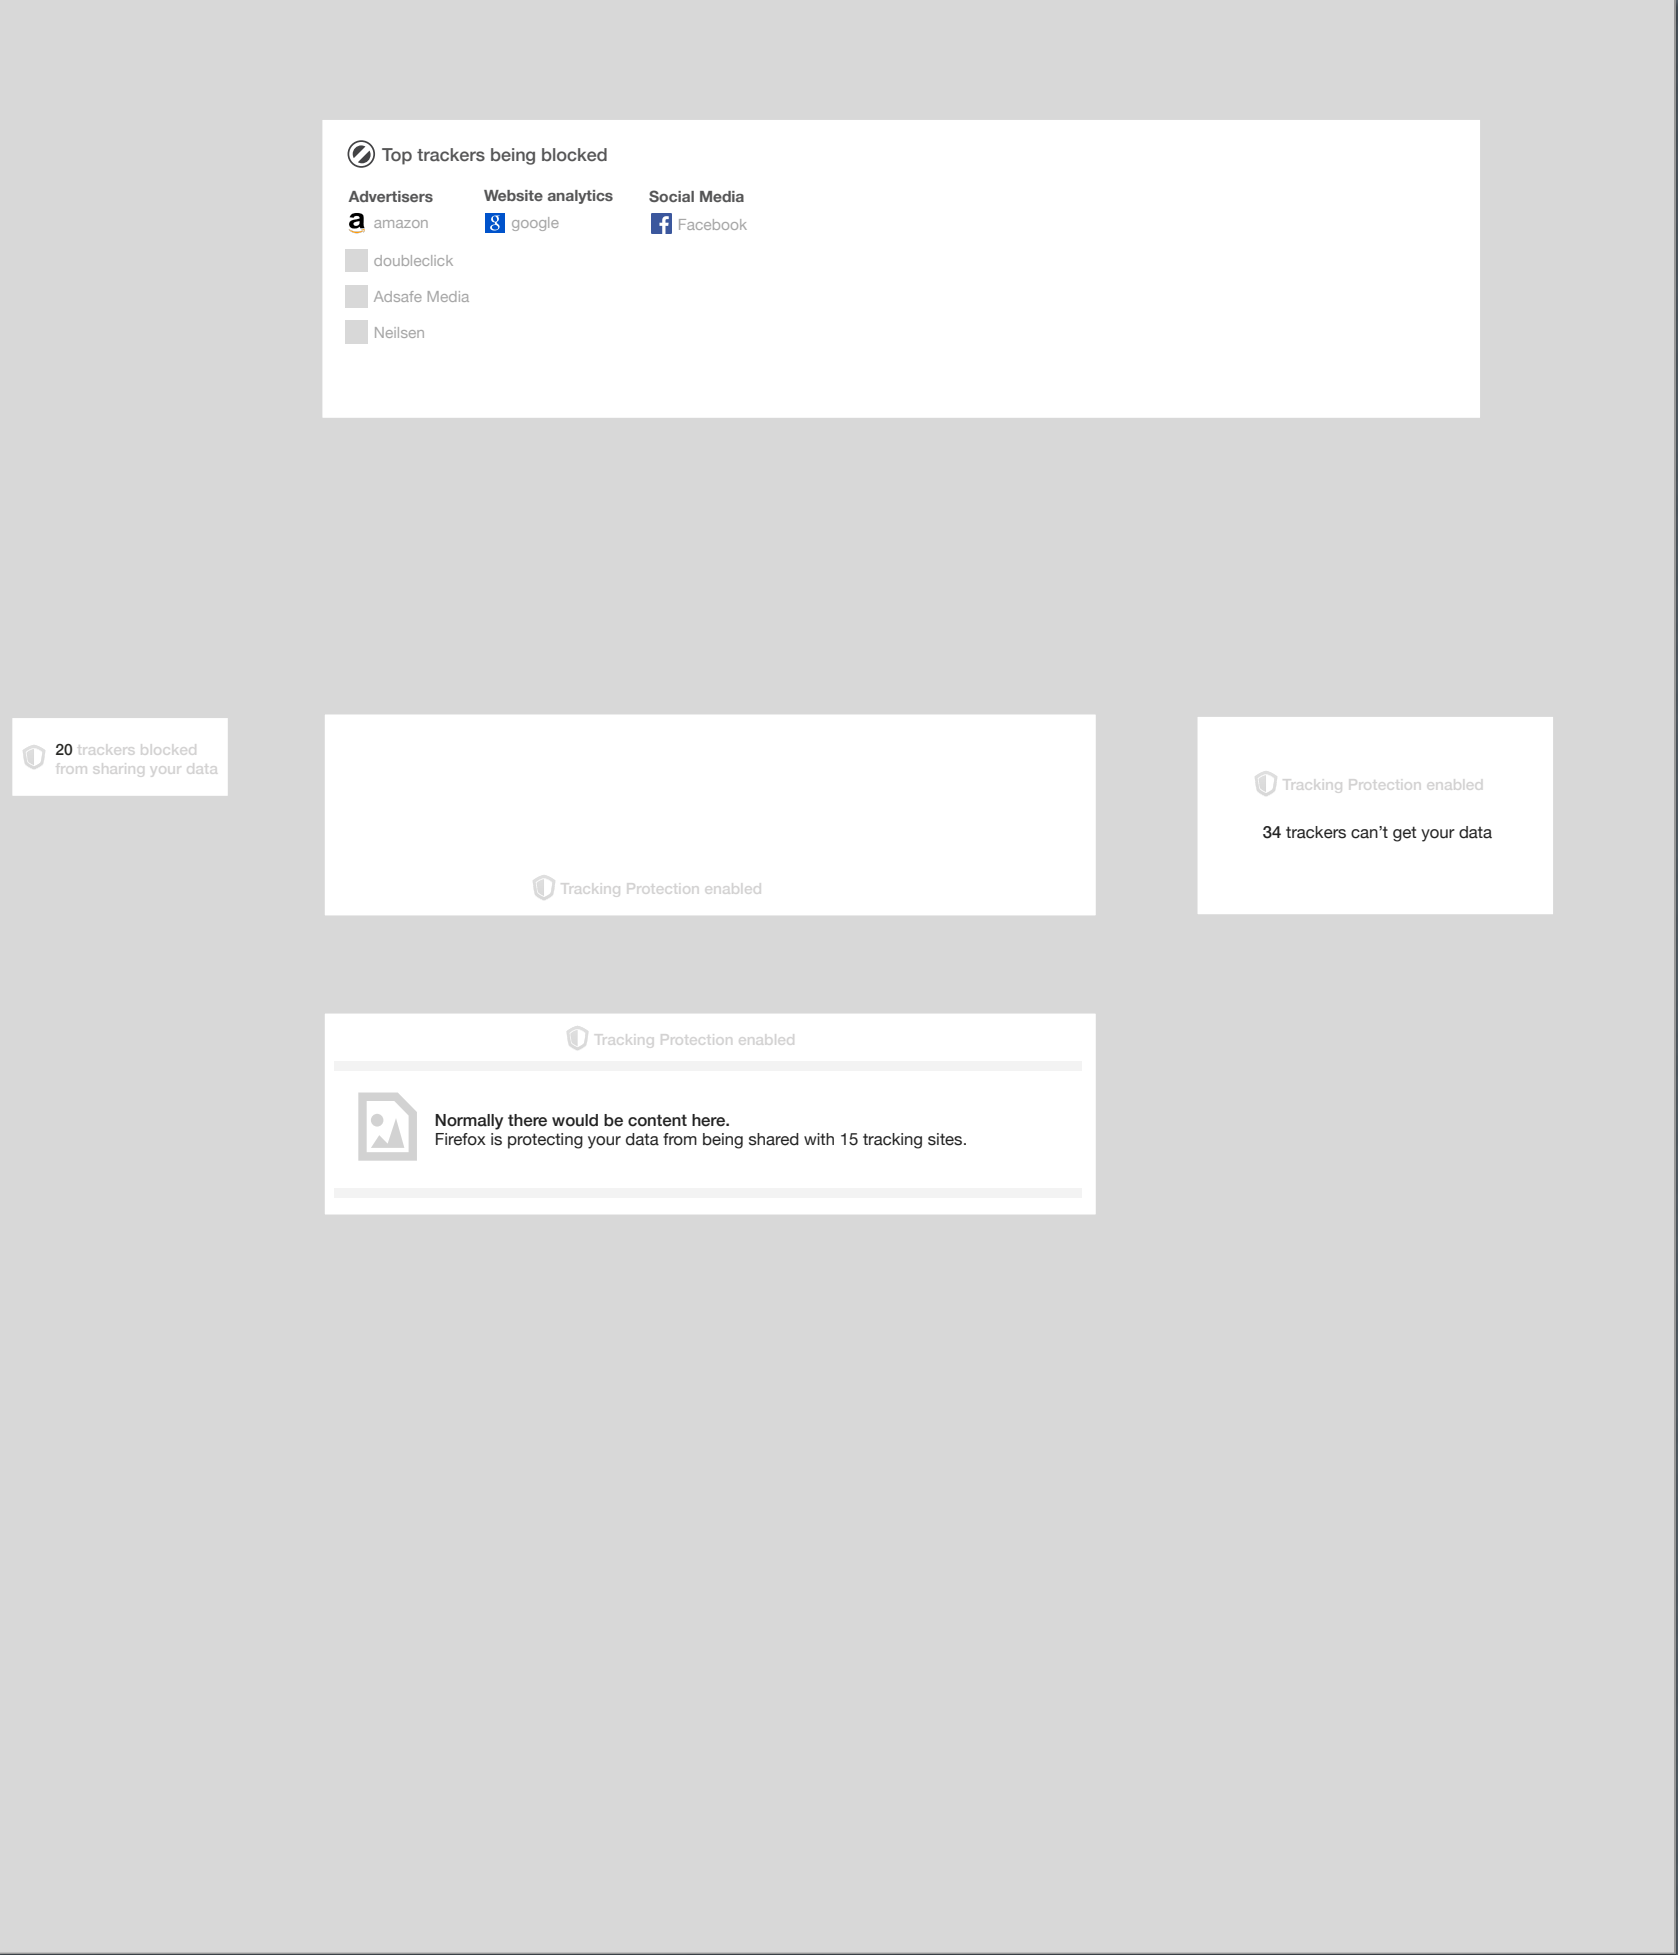 Top trackers being blocked
Advertisers
amazon
doubleclick
Adsafe Media
Neilsen
Website analytics
google
Social Media
Facebook
20 trackers blocked
from sharing your data
Tracking Protection enabled
Tracking Protection enabled
34 trackers can’t get your data
Tracking Protection enabled
Normally there would be content here.
Firefox is protecting your data from being shared with 15 tracking sites.